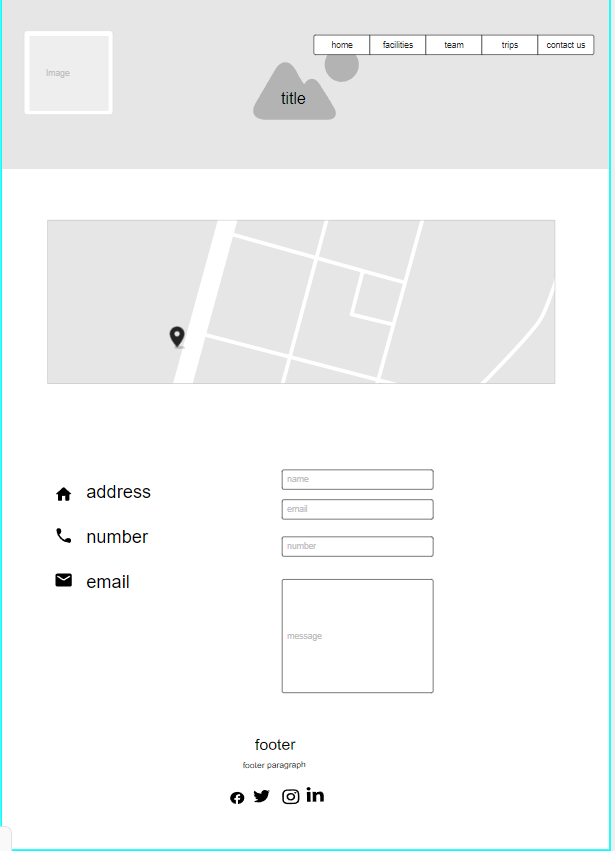 home facilities team trips contact us
Image
title
address
number
email
name
email
number
message
footer
footer paragraph